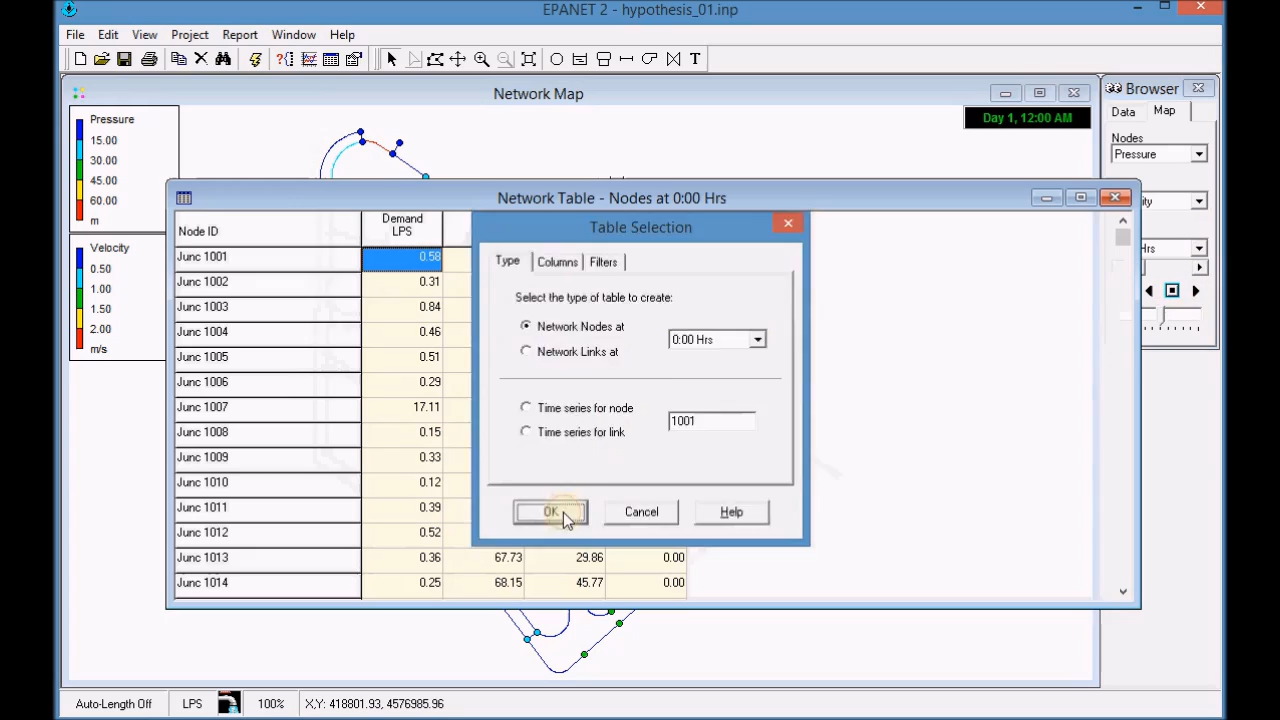 EPANET 2 - hypothesis_01.inp
File Edit View Project Report Window Help
Network Map
Browser
Data Map
Nodes
Pressure
Day 1, 12:00 AM
Pressure
15.00
30.00
45.00
60.00
m
Velocity
0.50
1.00
1.50
2.00
m/s
Network Table - Nodes at 0:00 Hrs
Node ID
Demand
LPS
Junc 1001 0.58
Junc 1002 0.31
Junc 1003 0.84
Junc 1004 0.46
Junc 1005 0.51
Junc 1006 0.29
Junc 1007 17.11
Junc 1008 0.15
Junc 1009 0.33
Junc 1010 0.12
Junc 1011 0.39
Junc 1012 0.52
Junc 1013 0.36 67.73 29.86 0.00
Junc 1014 0.25 68.15 45.77 0.00
Table Selection
Type Columns Filters
Select the type of table to create:
Network Nodes at
0:00 Hrs
Network Links at
Time series for node
1001
Time series for link
OK Cancel Help
Auto-Length Off LPS 100% X,Y: 418801.93, 4576985.96